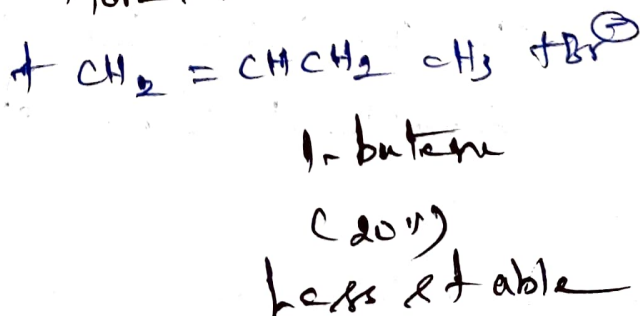 + CH₂ = CHCH₂ CH₃ + Br⊖
1-butene
(20%)
Less stable